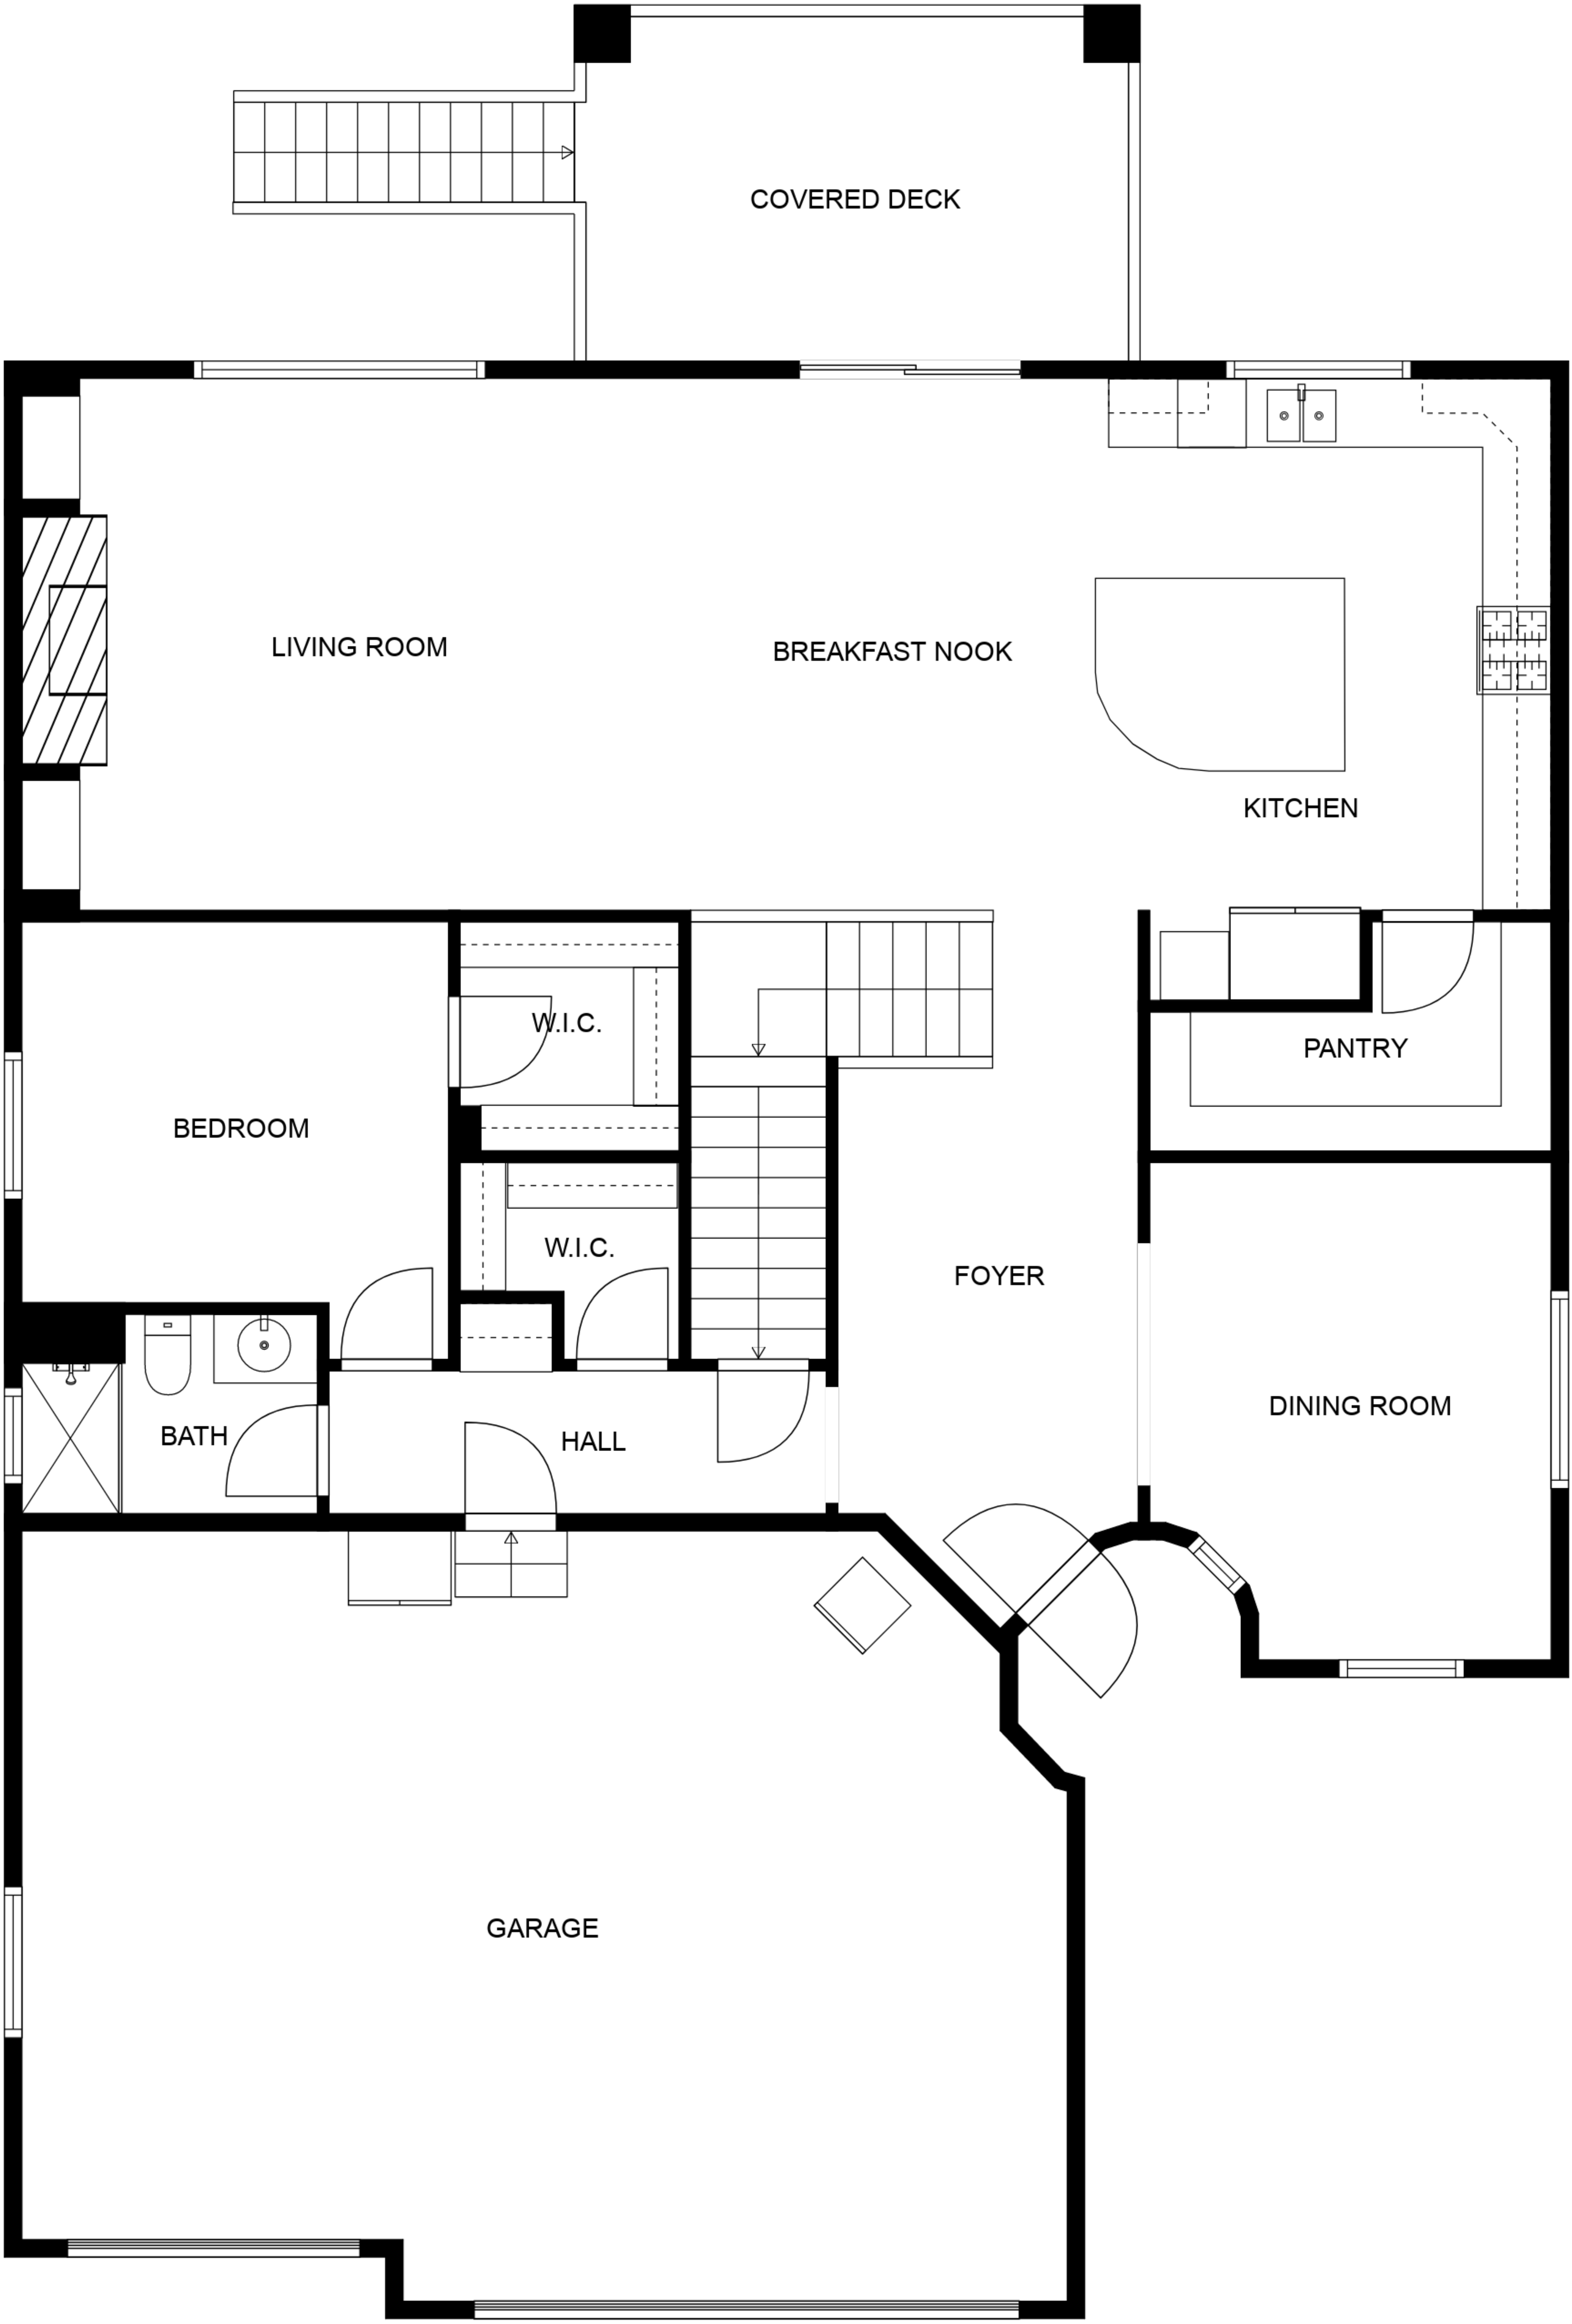 COVERED DECK
LIVING ROOM
BREAKFAST NOOK
KITCHEN
W.I.C.
PANTRY
BEDROOM
W.I.C.
FOYER
DINING ROOM
BATH
HALL
GARAGE